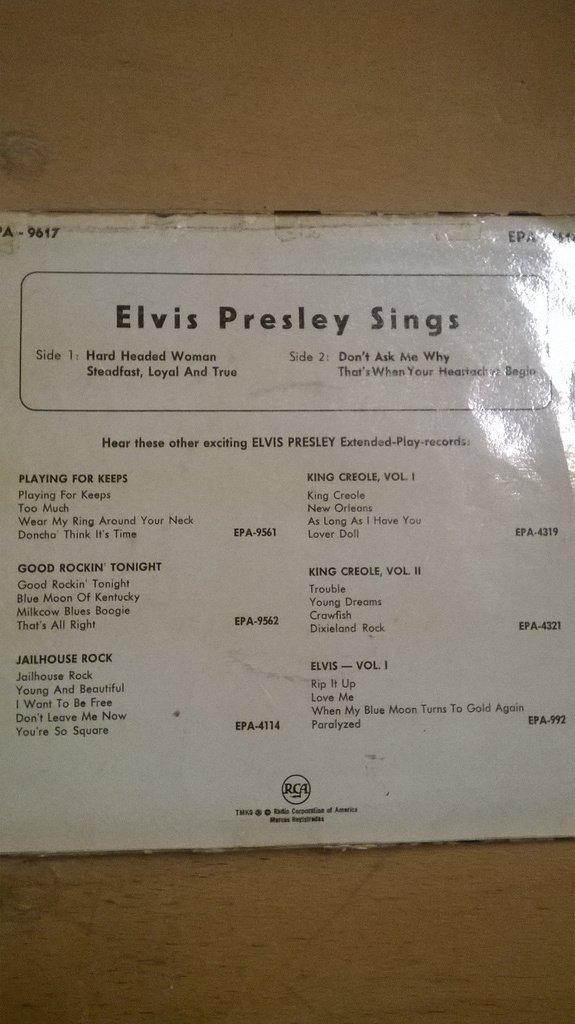 PA - 9617
EPA
Elvis Presley Sings
Side 1: Hard Headed Woman
Steadfast, Loyal And True
Side 2: Don't Ask Me Why
That's When Your Heartaches Begin
Hear these other exciting ELVIS PRESLEY Extended-Play-records:
PLAYING FOR KEEPS
Playing For Keeps
Too Much
Wear My Ring Around Your Neck
Doncha' Think It's Time
EPA-9561
GOOD ROCKIN' TONIGHT
Good Rockin' Tonight
Blue Moon Of Kentucky
Milkcow Blues Boogie
That's All Right
EPA-9562
JAILHOUSE ROCK
Jailhouse Rock
Young And Beautiful
I Want To Be Free
Don't Leave Me Now
You're So Square
EPA-4114
KING CREOLE, VOL. I
King Creole
New Orleans
As Long As I Have You
Lover Doll
EPA-4319
KING CREOLE, VOL. II
Trouble
Young Dreams
Crawfish
Dixieland Rock
EPA-4321
ELVIS — VOL. I
Rip It Up
Love Me
When My Blue Moon Turns To Gold Again
Paralyzed
EPA-992
RCA
TMKS ® © Radio Corporation of America
Marcas Registradas